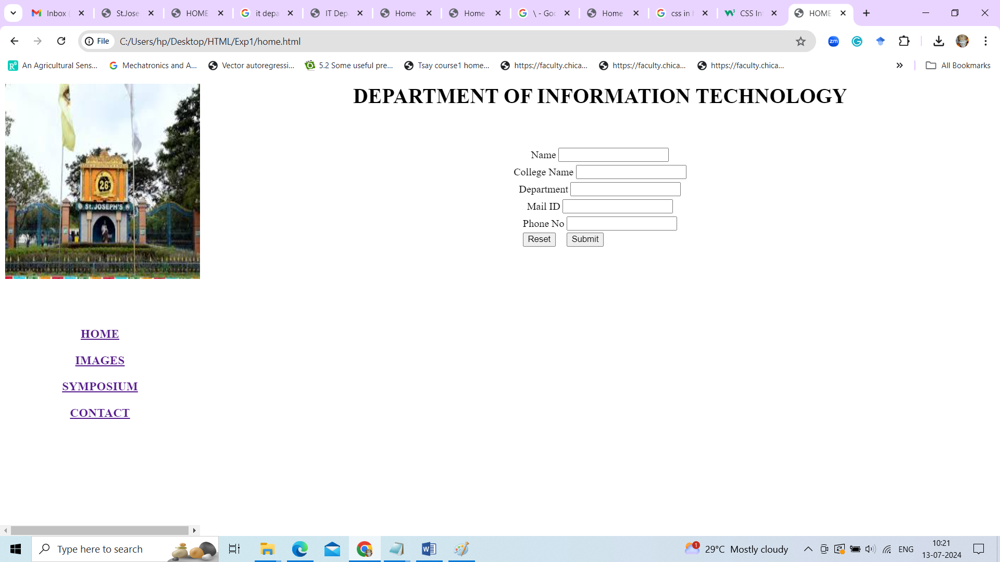 Inbox (
St.Jose
HOME
it depa
IT Dep
Home
Home
\ - Goo
Home
css in
CSS In
HOME
File C:/Users/hp/Desktop/HTML/Exp1/home.html
zm
An Agricultural Sens...
Mechatronics and A...
Vector autoregressi...
5.2 Some useful pre...
Tsay course1 home...
https://faculty.chica...
https://faculty.chica...
https://faculty.chica...
All Bookmarks
28
St.JOSEPH'S
DEPARTMENT OF INFORMATION TECHNOLOGY
Name
College Name
Department
Mail ID
Phone No
Reset Submit
HOME
IMAGES
SYMPOSIUM
CONTACT
Type here to search
1
29°C Mostly cloudy
ENG
10:21
13-07-2024